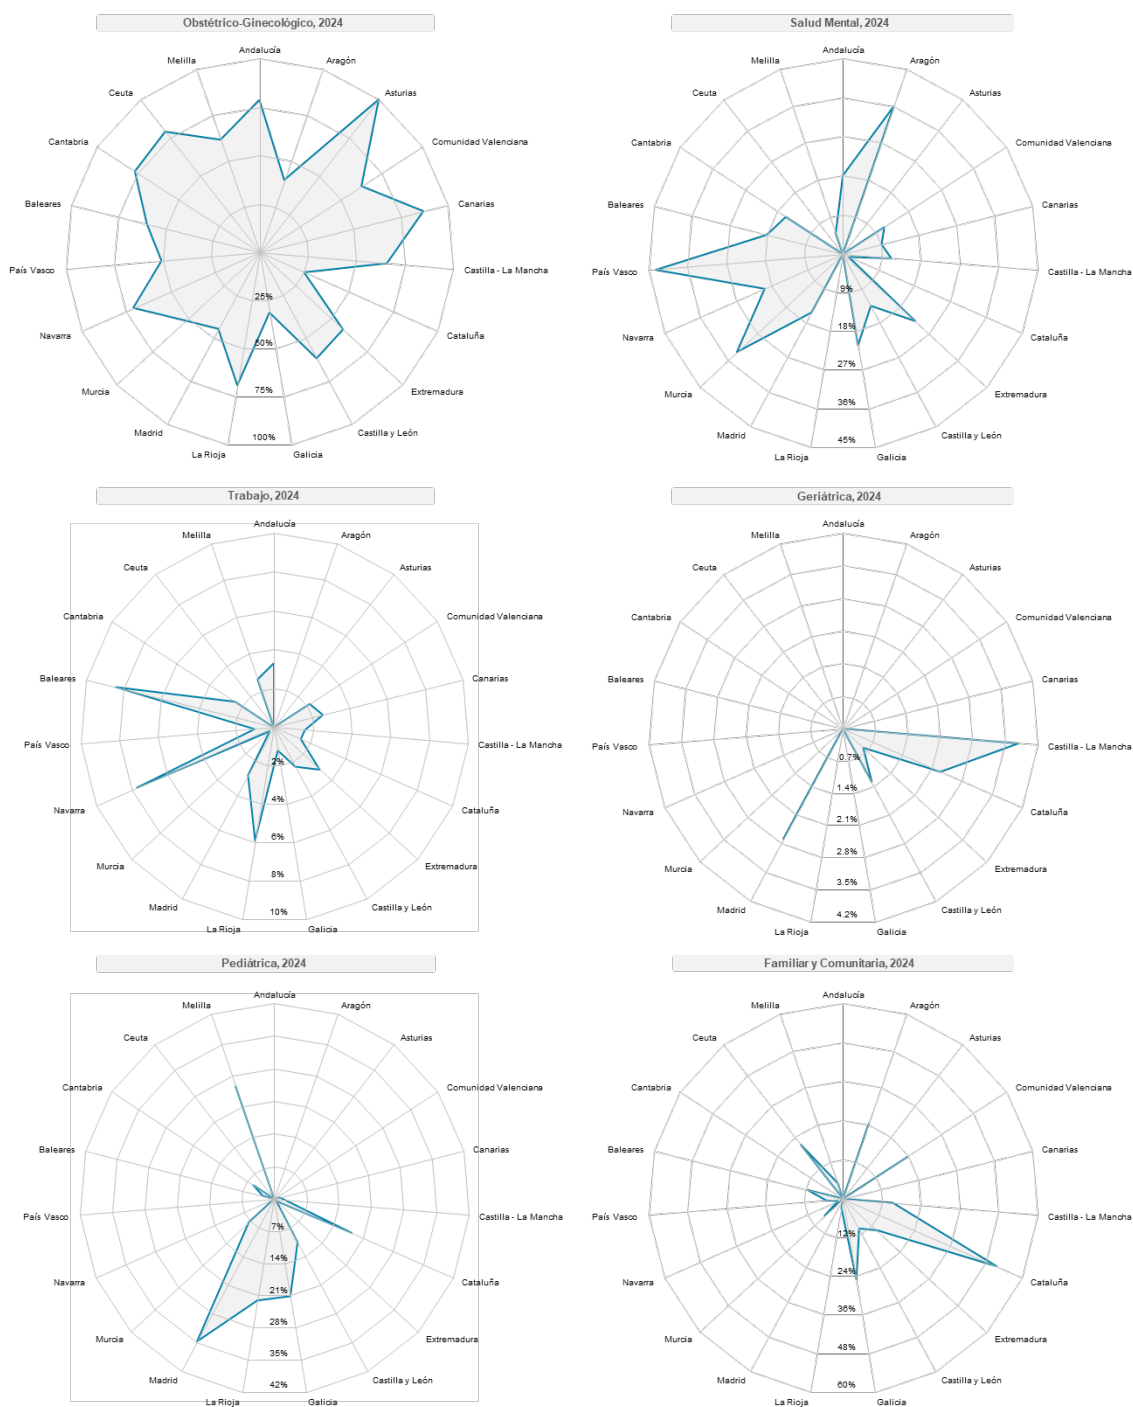 Obstétrico-Ginecológico, 2024
Andalucía
Aragón
Asturias
Comunidad Valenciana
Canarias
Castilla - La Mancha
Cataluña
Extremadura
Castilla y León
Galicia
La Rioja
Madrid
Murcia
Navarra
País Vasco
Baleares
Cantabria
Ceuta
Melilla
25%
50%
75%
100%
Salud Mental, 2024
Andalucía
Aragón
Asturias
Comunidad Valenciana
Canarias
Castilla - La Mancha
Cataluña
Extremadura
Castilla y León
Galicia
La Rioja
Madrid
Murcia
Navarra
País Vasco
Baleares
Cantabria
Ceuta
Melilla
9%
18%
27%
36%
45%
Trabajo, 2024
Andalucía
Aragón
Asturias
Comunidad Valenciana
Canarias
Castilla - La Mancha
Cataluña
Extremadura
Castilla y León
Galicia
La Rioja
Madrid
Murcia
Navarra
País Vasco
Baleares
Cantabria
Ceuta
Melilla
2%
4%
6%
8%
10%
Geriátrica, 2024
Andalucía
Aragón
Asturias
Comunidad Valenciana
Canarias
Castilla - La Mancha
Cataluña
Extremadura
Castilla y León
Galicia
La Rioja
Madrid
Murcia
Navarra
País Vasco
Baleares
Cantabria
Ceuta
Melilla
0.7%
1.4%
2.1%
2.8%
3.5%
4.2%
Pediátrica, 2024
Andalucía
Aragón
Asturias
Comunidad Valenciana
Canarias
Castilla - La Mancha
Cataluña
Extremadura
Castilla y León
Galicia
La Rioja
Madrid
Murcia
Navarra
País Vasco
Baleares
Cantabria
Ceuta
Melilla
7%
14%
21%
28%
35%
42%
Familiar y Comunitaria, 2024
Andalucía
Aragón
Asturias
Comunidad Valenciana
Canarias
Castilla - La Mancha
Cataluña
Extremadura
Castilla y León
Galicia
La Rioja
Madrid
Murcia
Navarra
País Vasco
Baleares
Cantabria
Ceuta
Melilla
12%
24%
36%
48%
60%